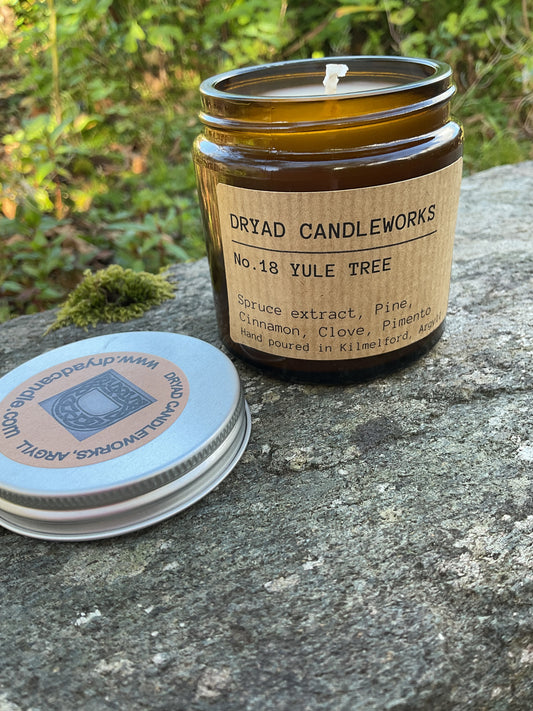 DRYAD CANDLEWORKS
No.18 YULE TREE
Spruce extract, Pine,
Cinnamon, Clove, Pimento
Hand poured in Kilmelford, Argyll
DRYAD CANDLEWORKS, ARGYLL
www.dryadcandle.com